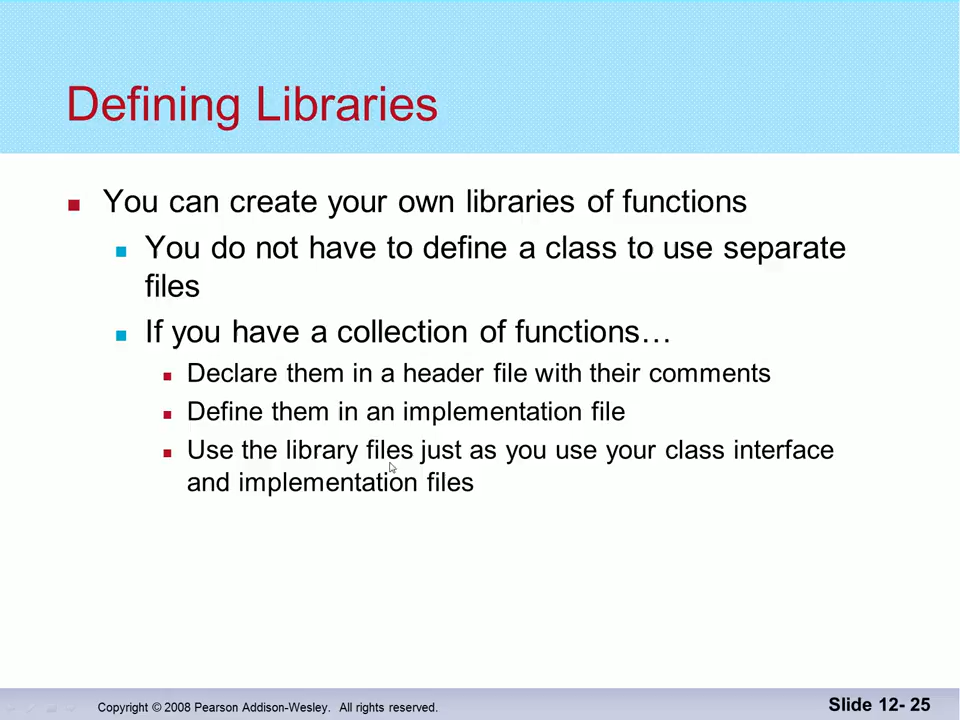 Defining Libraries
You can create your own libraries of functions
You do not have to define a class to use separate
files
If you have a collection of functions…
Declare them in a header file with their comments
Define them in an implementation file
Use the library files just as you use your class interface
and implementation files
Copyright © 2008 Pearson Addison-Wesley. All rights reserved.
Slide 12- 25